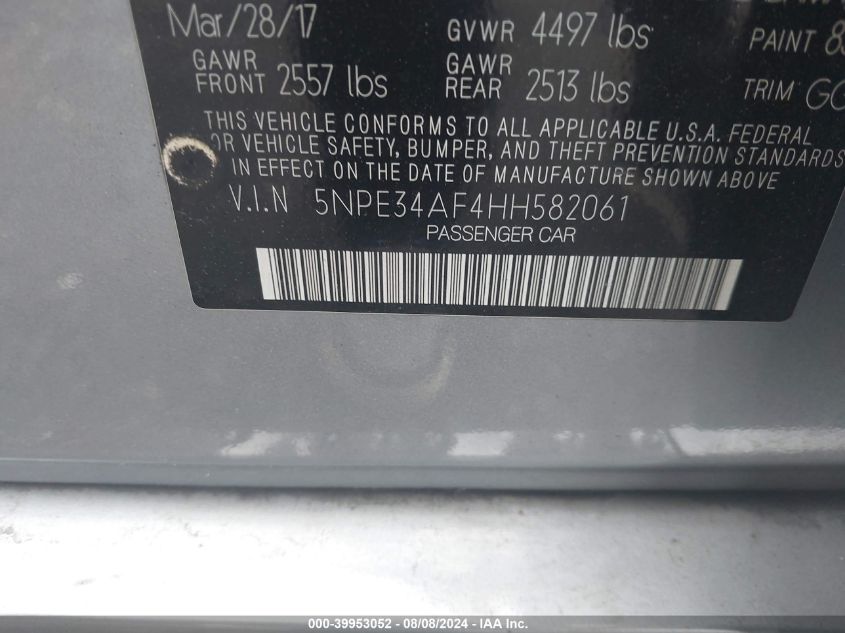 Mar/28/17 GVWR 4497 lbs PAINT
GAWR FRONT 2557 lbs GAWR REAR 2513 lbs TRIM
THIS VEHICLE CONFORMS TO ALL APPLICABLE U.S.A. FEDERAL
OR VEHICLE SAFETY, BUMPER, AND THEFT PREVENTION STANDARDS
IN EFFECT ON THE DATE OF MANUFACTURE SHOWN ABOVE
V.I.N 5NPE34AF4HH582061
PASSENGER CAR
000-39953052 - 08/08/2024 - IAA Inc.